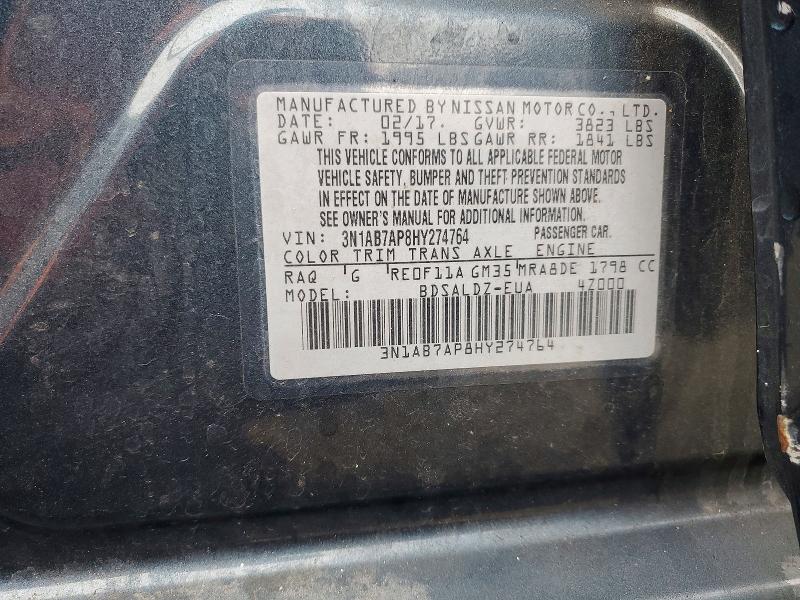 MANUFACTURED BY NISSAN MOTOR CO., LTD.
DATE: 02/17. GVWR: 3823 LBS
GAWR FR: 1995 LBS GAWR RR: 1841 LBS
THIS VEHICLE CONFORMS TO ALL APPLICABLE FEDERAL MOTOR
VEHICLE SAFETY, BUMPER AND THEFT PREVENTION STANDARDS
IN EFFECT ON THE DATE OF MANUFACTURE SHOWN ABOVE.
SEE OWNER'S MANUAL FOR ADDITIONAL INFORMATION.
VIN: 3N1AB7AP8HY274764 PASSENGER CAR.
COLOR TRIM TRANS AXLE ENGINE
RAQ G RE0F11A GM35 MRA8DE 1798 CC
MODEL: BDSALDZ-EUA 4Z000
3N1AB7AP8HY274764